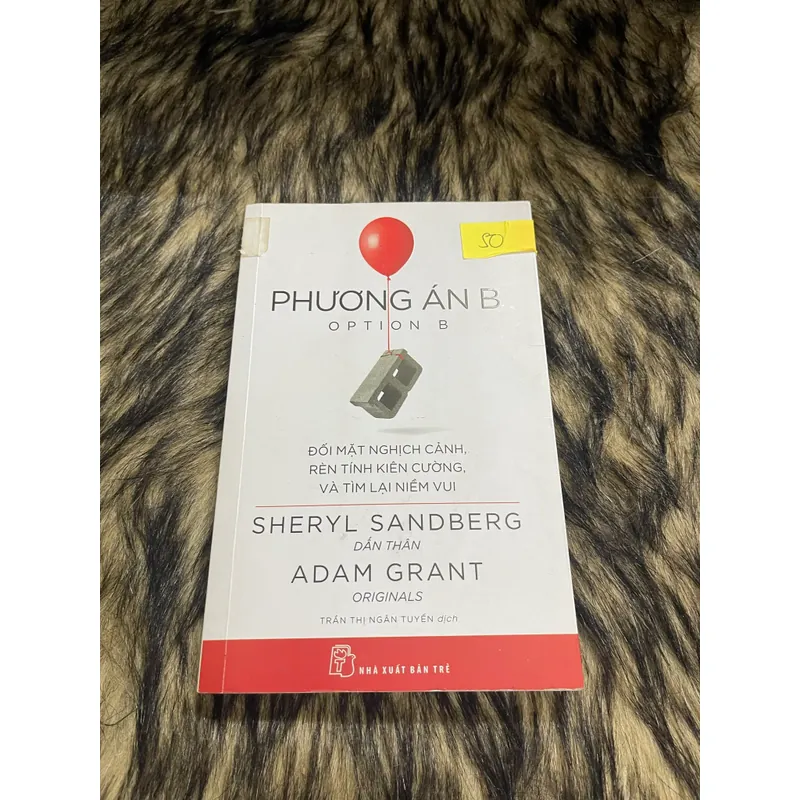 50
PHƯƠNG ÁN B
OPTION B
ĐỐI MẶT NGHỊCH CẢNH,
RÈN TÍNH KIÊN CƯỜNG,
VÀ TÌM LẠI NIỀM VUI
SHERYL SANDBERG
DẤN THÂN
ADAM GRANT
ORIGINALS
TRẦN THỊ NGÂN TUYẾN dịch
T
NHÀ XUẤT BẢN TRẺ